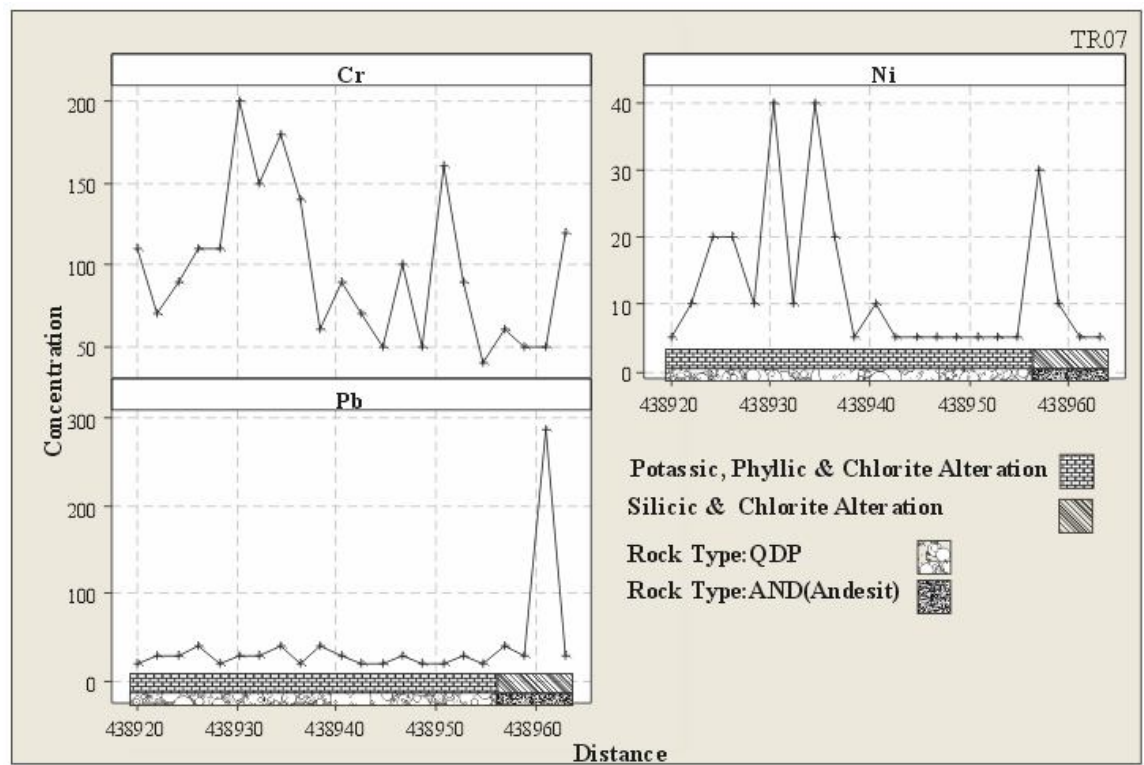 TR07
Cr
200
150
100
50
Ni
40
30
20
10
0
438920 438930 438940 438950 438960
Concentration
Pb
300
200
100
0
438920 438930 438940 438950 438960
Distance
Potassic, Phyllic & Chlorite Alteration
Silicic & Chlorite Alteration
Rock Type:QDP
Rock Type:AND(Andesit)